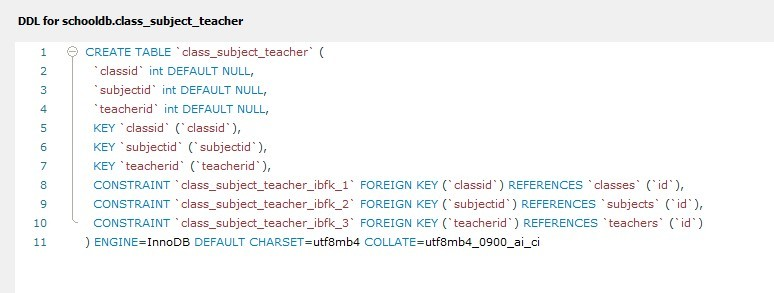 DDL for schooldb.class_subject_teacher
1 CREATE TABLE `class_subject_teacher` (
2 `classid` int DEFAULT NULL,
3 `subjectid` int DEFAULT NULL,
4 `teacherid` int DEFAULT NULL,
5 KEY `classid` (`classid`),
6 KEY `subjectid` (`subjectid`),
7 KEY `teacherid` (`teacherid`),
8 CONSTRAINT `class_subject_teacher_ibfk_1` FOREIGN KEY (`classid`) REFERENCES `classes` (`id`),
9 CONSTRAINT `class_subject_teacher_ibfk_2` FOREIGN KEY (`subjectid`) REFERENCES `subjects` (`id`),
10 CONSTRAINT `class_subject_teacher_ibfk_3` FOREIGN KEY (`teacherid`) REFERENCES `teachers` (`id`)
11 ) ENGINE=InnoDB DEFAULT CHARSET=utf8mb4 COLLATE=utf8mb4_0900_ai_ci